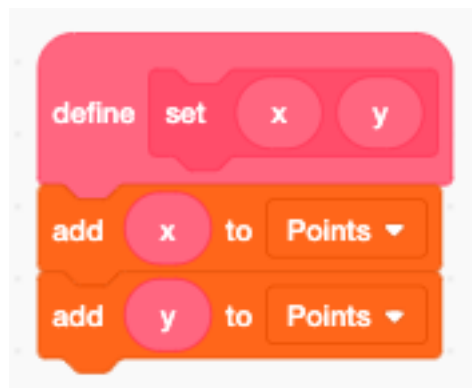 define set x y
add x to Points
add y to Points